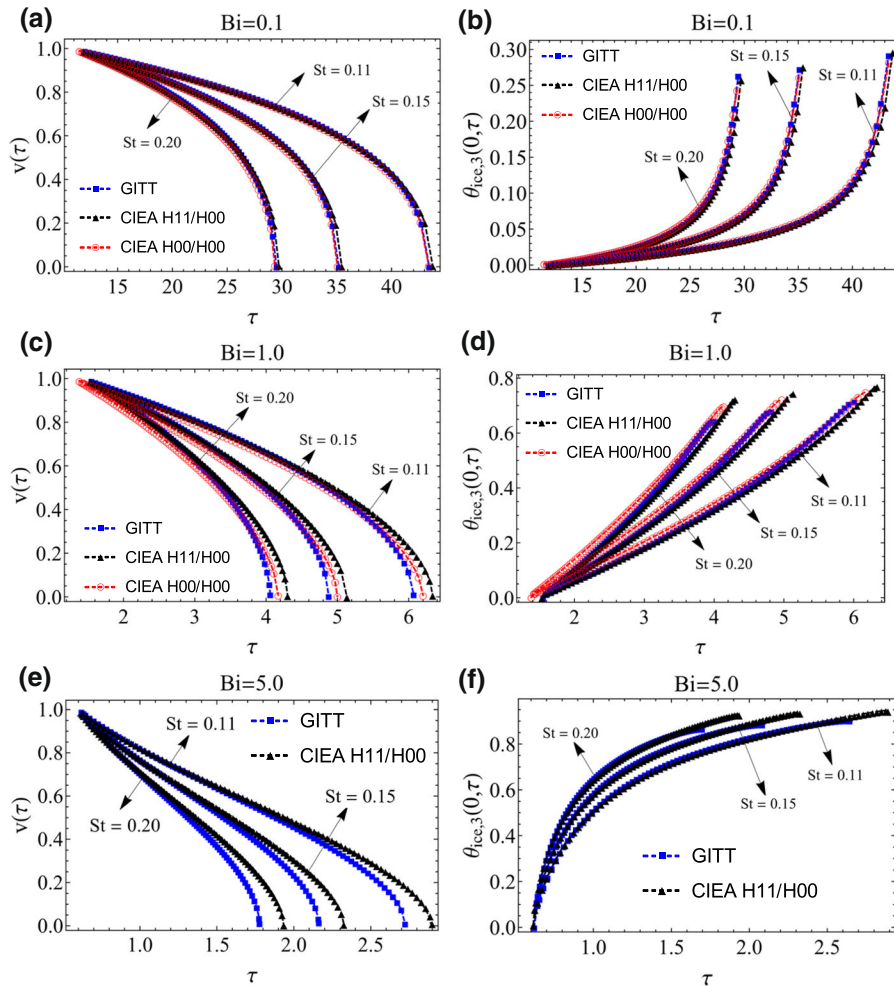 (a)
Bi=0.1
v(τ)
1.0
0.8
0.6
0.4
0.2
0.0
St = 0.11
St = 0.15
St = 0.20
GITT
CIEA H11/H00
CIEA H00/H00
15 20 25 30 35 40
τ
(b)
Bi=0.1
θice,3(0,τ)
0.30
0.25
0.20
0.15
0.10
0.05
0.00
GITT
CIEA H11/H00
CIEA H00/H00
St = 0.15
St = 0.11
St = 0.20
15 20 25 30 35 40
τ
(c)
Bi=1.0
v(τ)
1.0
0.8
0.6
0.4
0.2
0.0
St = 0.20
St = 0.15
St = 0.11
GITT
CIEA H11/H00
CIEA H00/H00
2 3 4 5 6
τ
(d)
Bi=1.0
θice,3(0,τ)
0.8
0.6
0.4
0.2
0.0
GITT
CIEA H11/H00
CIEA H00/H00
St = 0.11
St = 0.15
St = 0.20
2 3 4 5 6
τ
(e)
Bi=5.0
v(τ)
1.0
0.8
0.6
0.4
0.2
0.0
St = 0.11
GITT
CIEA H11/H00
St = 0.15
St = 0.20
1.0 1.5 2.0 2.5
τ
(f)
Bi=5.0
θice,3(0,τ)
0.8
0.6
0.4
0.2
0.0
St = 0.20
St = 0.11
St = 0.15
GITT
CIEA H11/H00
1.0 1.5 2.0 2.5
τ